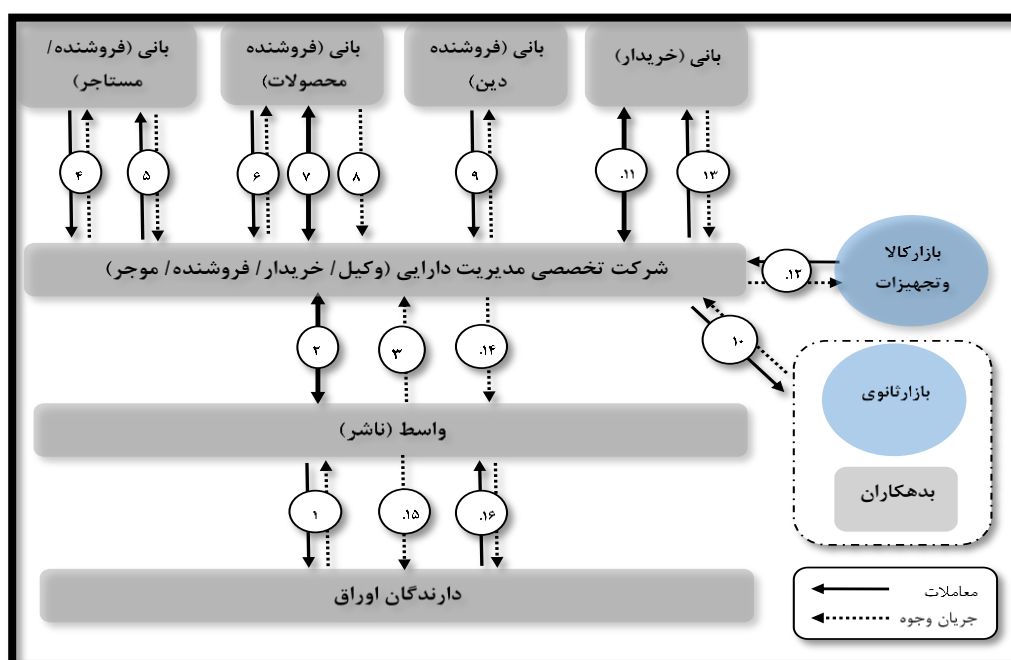 بانی (فروشنده/
مستاجر)
بانی (فروشنده
محصولات)
بانی (فروشنده
دین)
بانی (خریدار)
۴
۵
۶
۷
۸
۹
.۱۱
۱۳
شرکت تخصصی مدیریت دارایی (وکیل/ خریدار/ فروشنده/ موجر)
بازارکالا
وتجهیزات
.۱۲
۲
۳
.۱۴
۱۰
بازارثانوی
بدهکاران
واسط (ناشر)
۱
.۱۵
.۱۶
دارندگان اوراق
معاملات
جریان وجوه